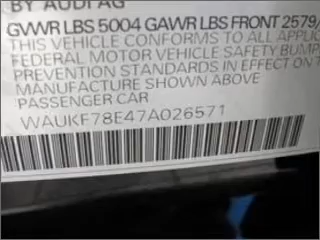 BY AUDI AG
GVWR LBS 5004 GAWR LBS FRONT 2579/
THIS VEHICLE CONFORMS TO ALL APPLIC
FEDERAL MOTOR VEHICLE SAFETY BUMP
PREVENTION STANDARDS IN EFFECT ON
MANUFACTURE SHOWN ABOVE
PASSENGER CAR
WAUKF78E47A026571